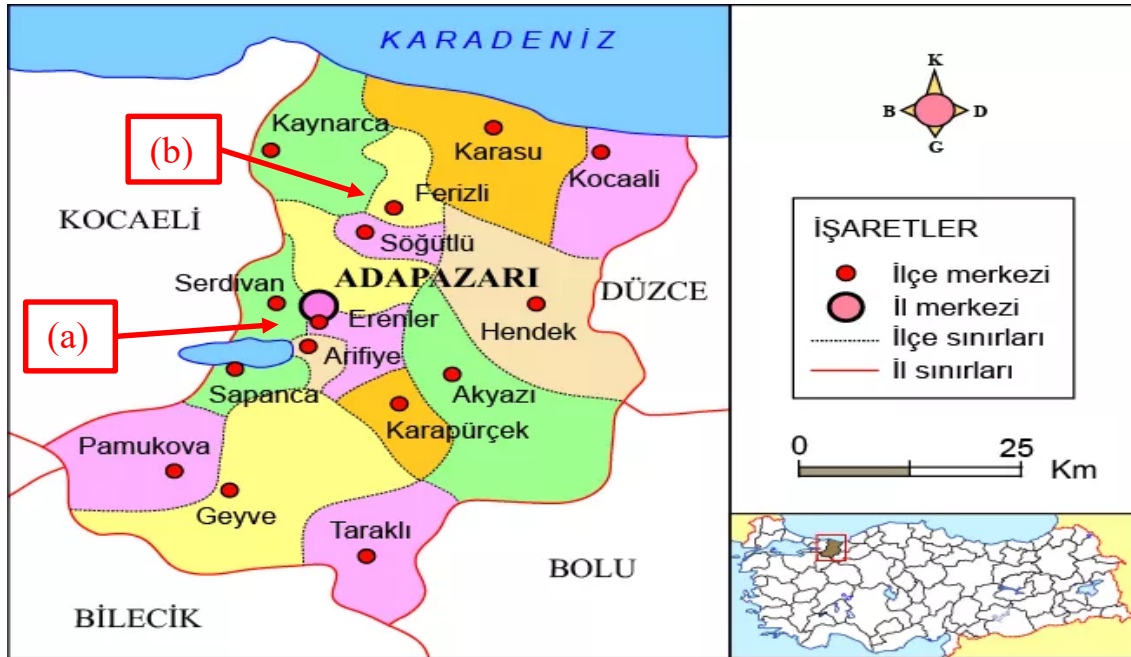 KARADENİZ
Kaynarca
(b)
Karasu
Kocaali
Ferizli
KOCAELİ
Söğütlü
ADAPAZARI
Serdivan
DÜZCE
Erenler
Hendek
(a)
Arifiye
Sapanca
Akyazı
Karapürçek
Pamukova
Geyve
Taraklı
BOLU
BİLECİK
K
B D
G
İŞARETLER
İlçe merkezi
İl merkezi
İlçe sınırları
İl sınırları
0 25
Km